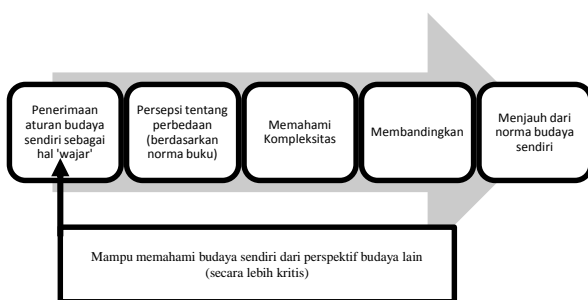 Penerimaan
aturan budaya
sendiri sebagai
hal 'wajar'
Persepsi tentang
perbedaan
(berdasarkan
norma buku)
Memahami
Kompleksitas
Membandingkan
Menjauh dari
norma budaya
sendiri
Mampu memahami budaya sendiri dari perspektif budaya lain
(secara lebih kritis)